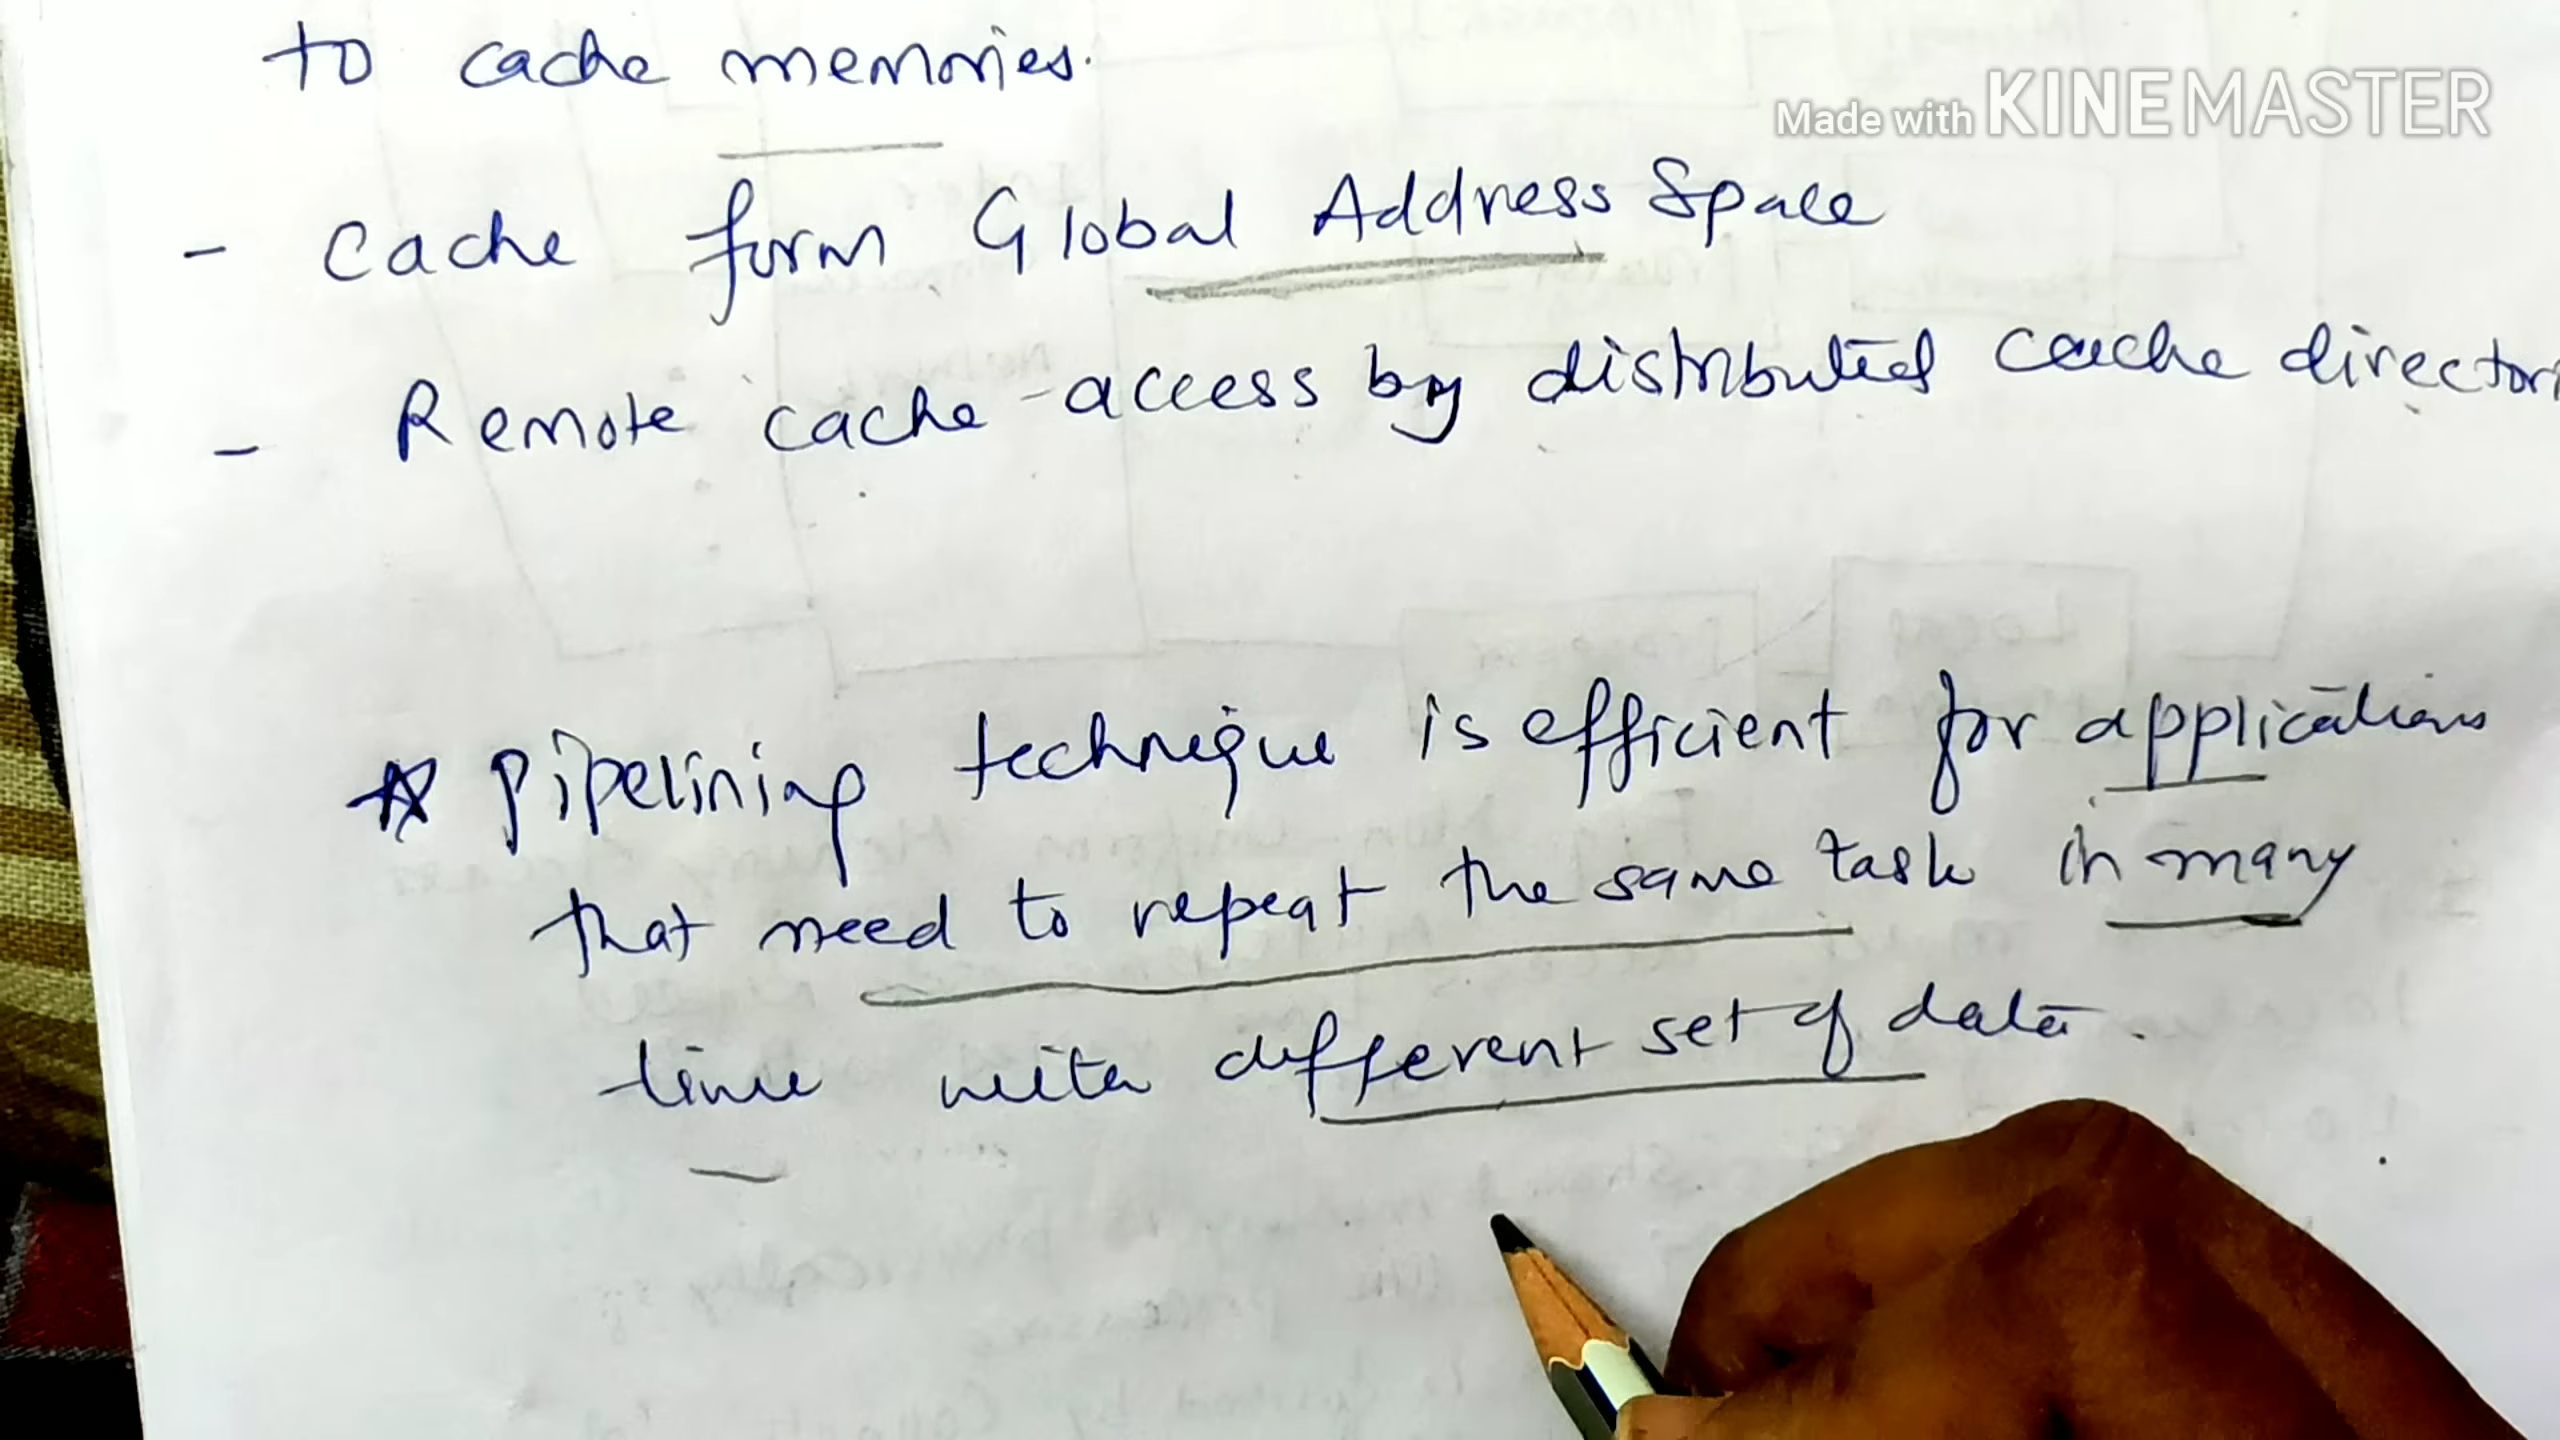 to cache memories.
Made with KINEMASTER
- Cache form Global Address Space
- Remote cache-access by distributed cache director
☆ Pipelining technique is efficient for applications
that need to repeat the same task in many
time with different set of data.